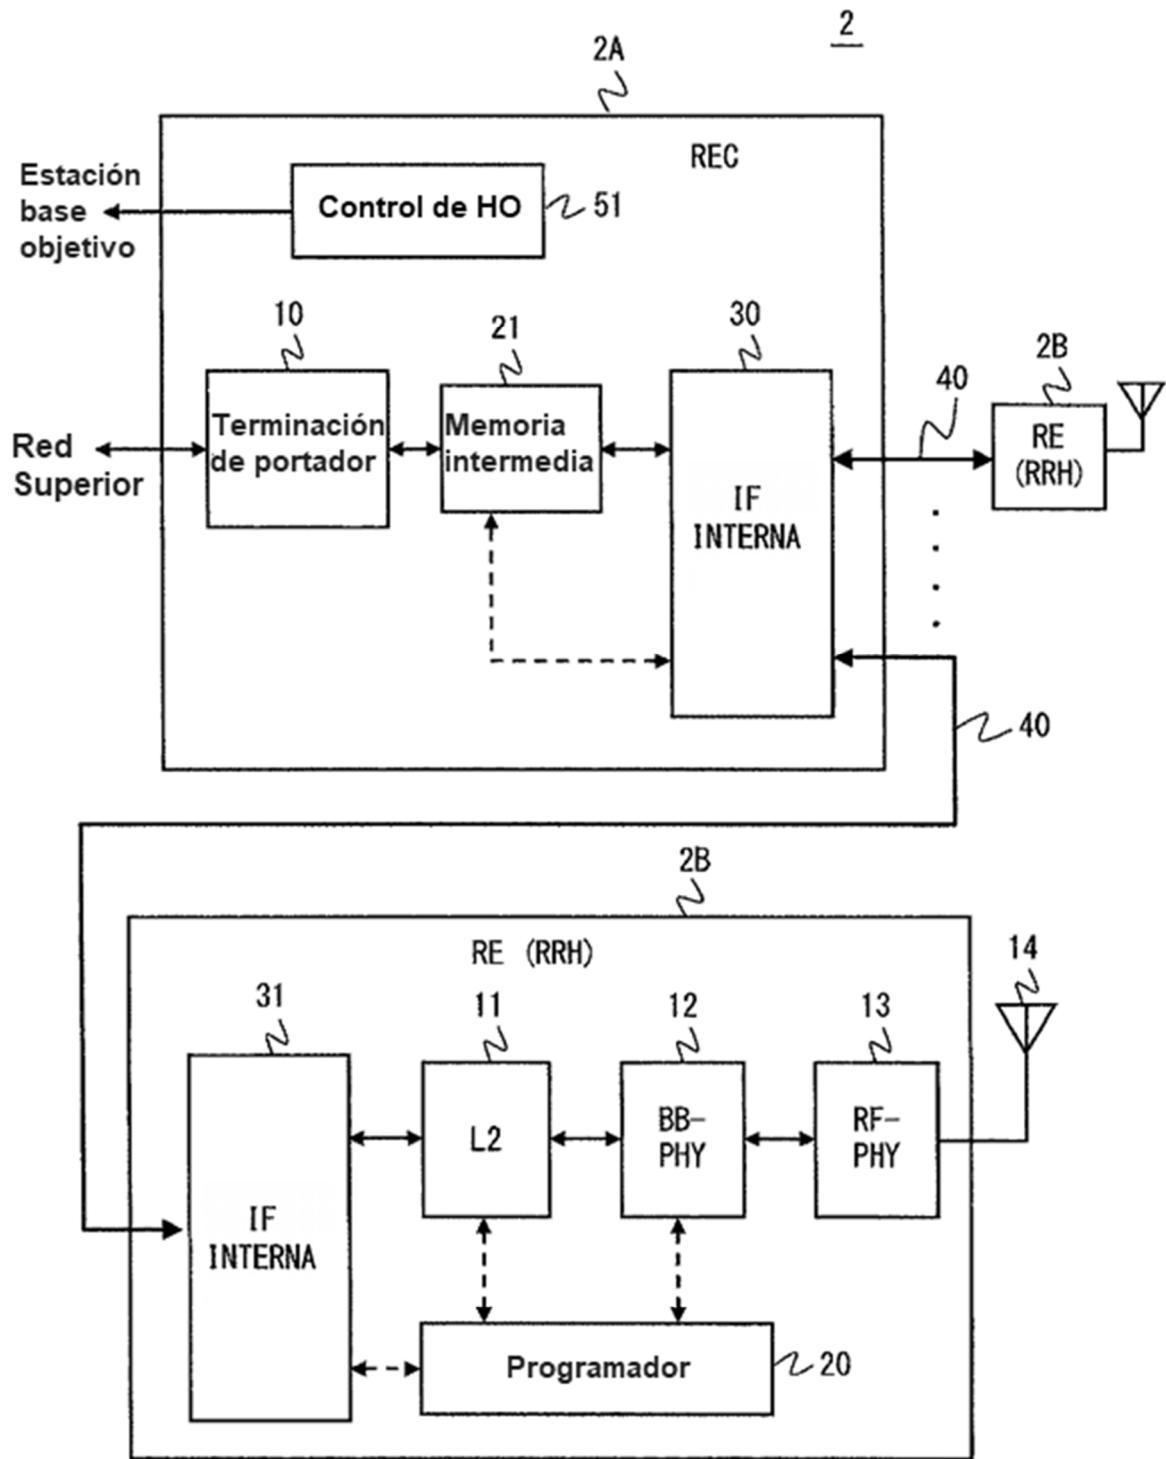 2
2A
REC
Estación
base
objetivo
Control de HO
51
10
21
30
2B
40
Red
Superior
Terminación
de portador
Memoria
intermedia
IF
INTERNA
RE
(RRH)
40
2B
RE (RRH)
14
31
11
12
13
IF
INTERNA
L2
BB-
PHY
RF-
PHY
Programador
20